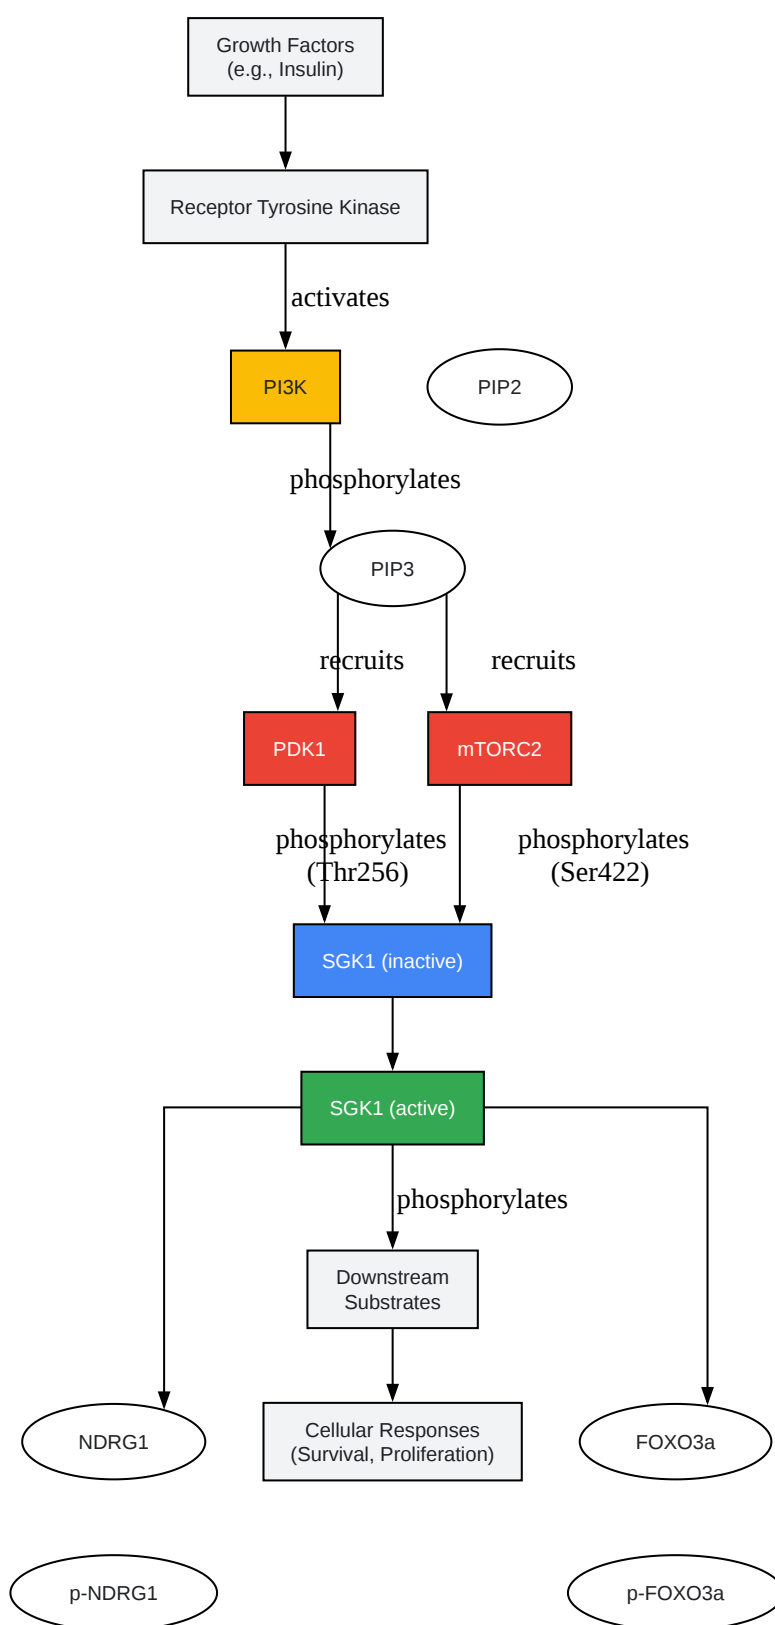 Growth Factors
(e.g., Insulin)
Receptor Tyrosine Kinase
activates
PI3K
PIP2
phosphorylates
PIP3
recruits
recruits
PDK1
mTORC2
phosphorylates
(Thr256)
phosphorylates
(Ser422)
SGK1 (inactive)
SGK1 (active)
phosphorylates
Downstream
Substrates
NDRG1
Cellular Responses
(Survival, Proliferation)
FOXO3a
p-NDRG1
p-FOXO3a